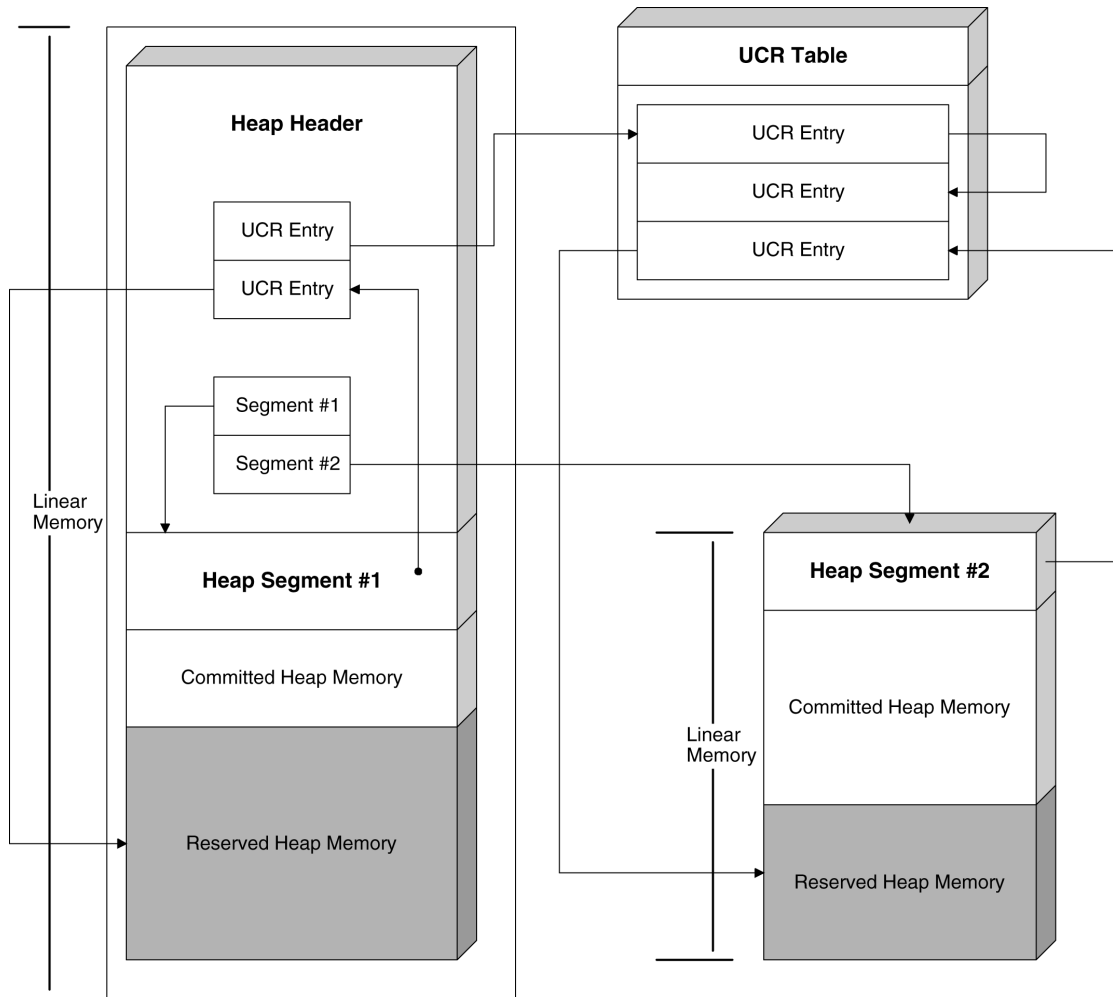 Linear
Memory
Heap Header
UCR Entry
UCR Entry
Segment #1
Segment #2
Heap Segment #1
Committed Heap Memory
Reserved Heap Memory
UCR Table
UCR Entry
UCR Entry
UCR Entry
Linear
Memory
Heap Segment #2
Committed Heap Memory
Reserved Heap Memory